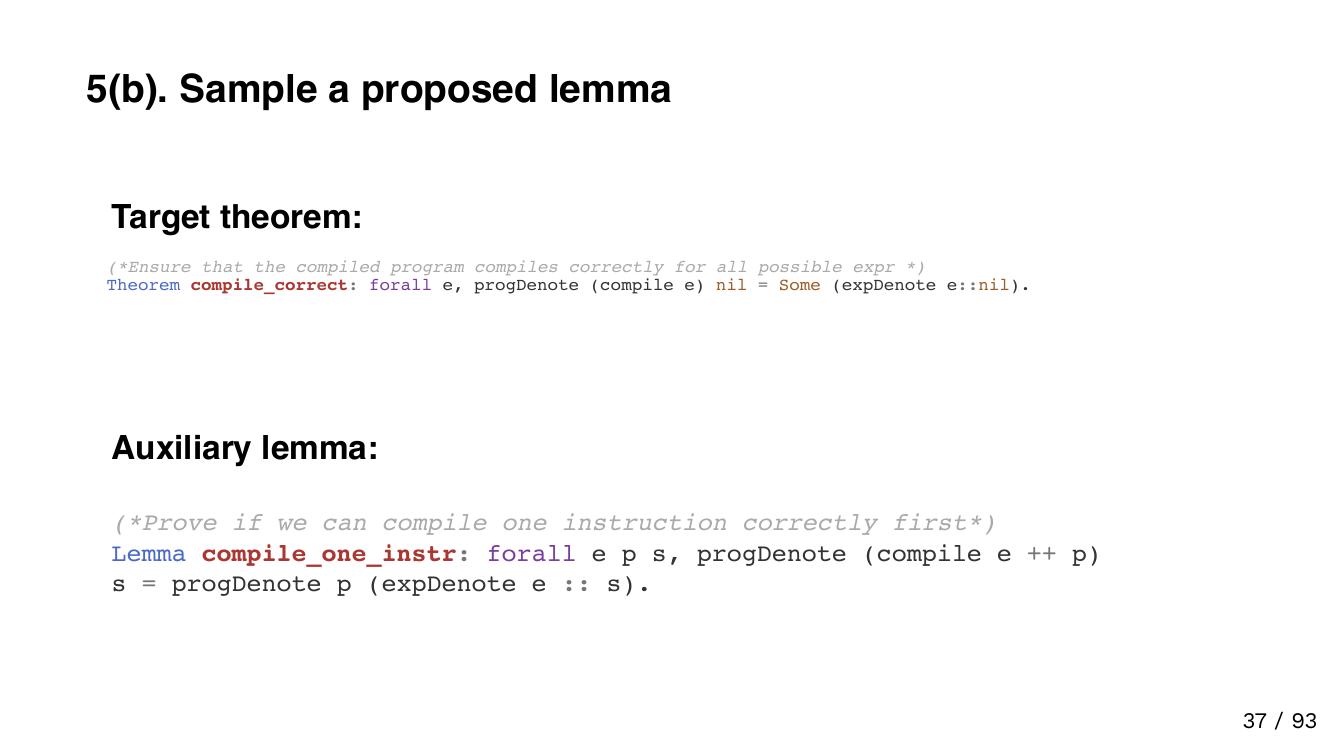 5(b). Sample a proposed lemma
Target theorem:
(*Ensure that the compiled program compiles correctly for all possible expr *)
Theorem compile_correct: forall e, progDenote (compile e) nil = Some (expDenote e::nil).
Auxiliary lemma:
(*Prove if we can compile one instruction correctly first*)
Lemma compile_one_instr: forall e p s, progDenote (compile e ++ p)
s = progDenote p (expDenote e :: s).
37 / 93